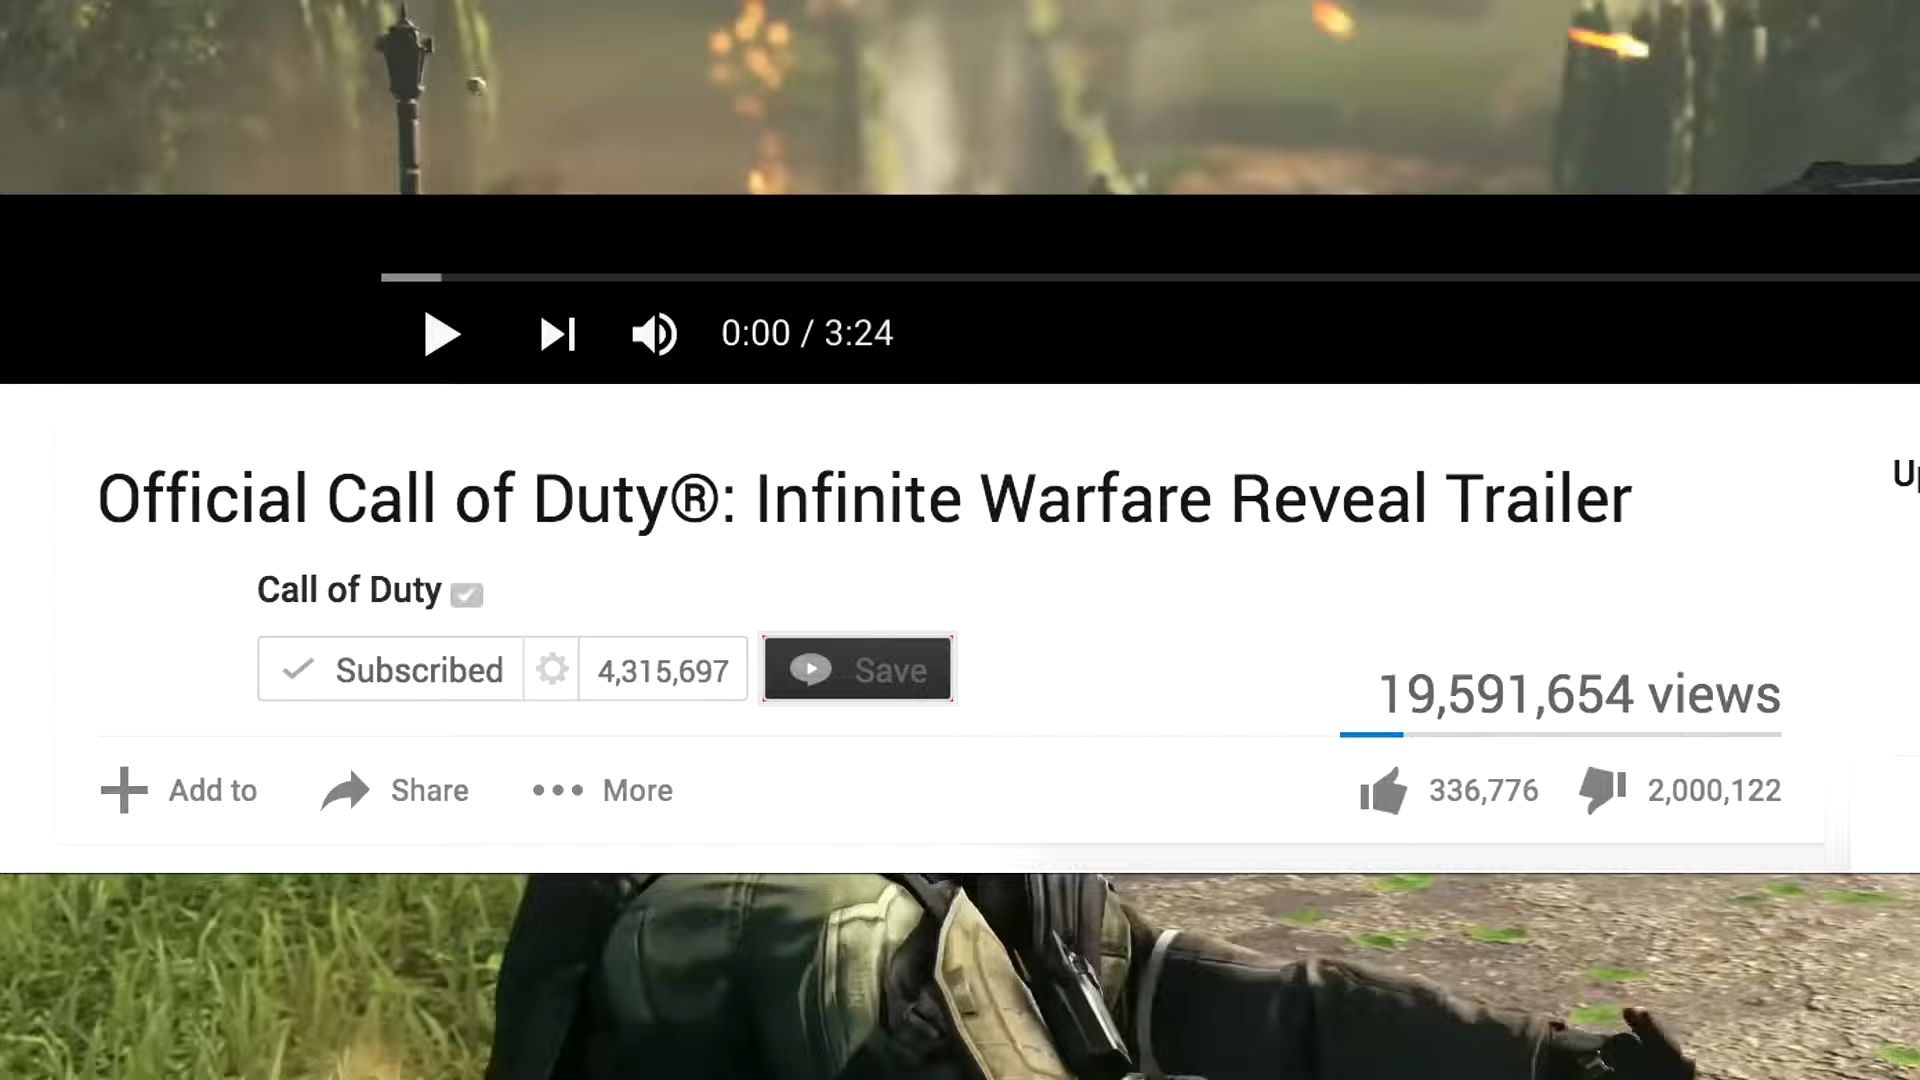 0:00 / 3:24
Official Call of Duty®: Infinite Warfare Reveal Trailer
Up
Call of Duty
Subscribed 4,315,697 Save
19,591,654 views
Add to Share More 336,776 2,000,122